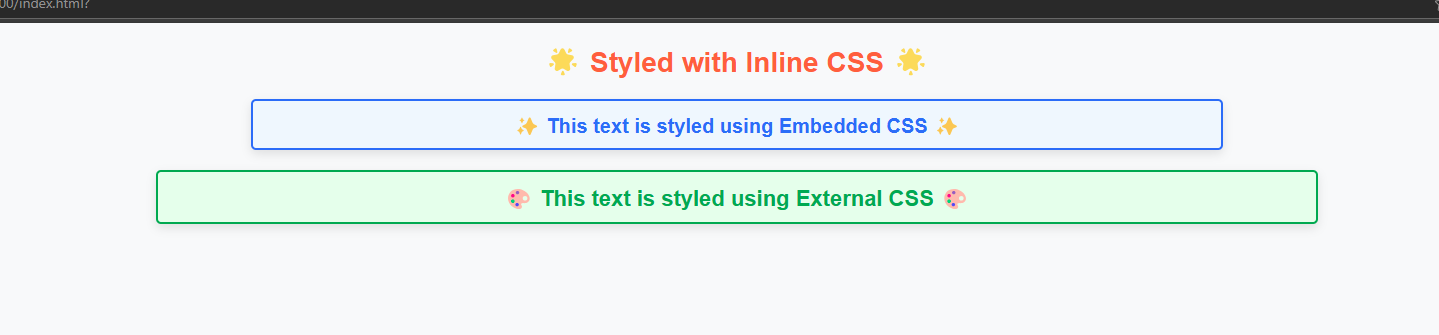 00/index.html?
🌟 Styled with Inline CSS 🌟
✨ This text is styled using Embedded CSS ✨
🎨 This text is styled using External CSS 🎨